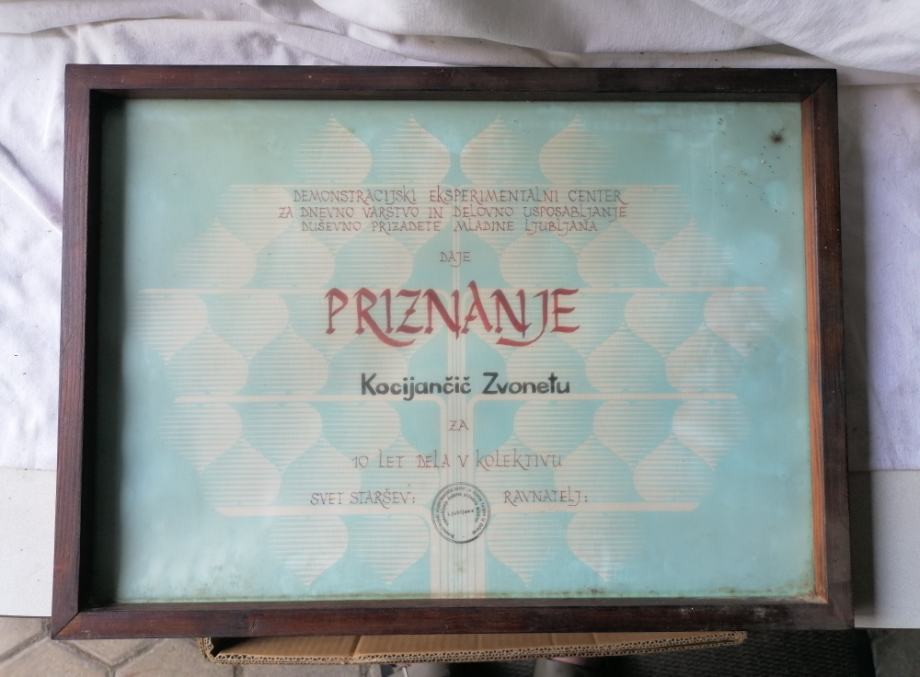 DEMONSTRACIJSKI EKSPERIMENTALNI CENTER
ZA DNEVNO VARSTVO IN DELOVNO USPOSABLJANJE
DUŠEVNO PRIZADETE MLADINE LJUBLJANA
DAJE
PRIZNANJE
Kocijančič Zvonetu
ZA
10 LET DELA V KOLEKTIVU
SVET STARŠEV: RAVNATELJ:
Ljubljana